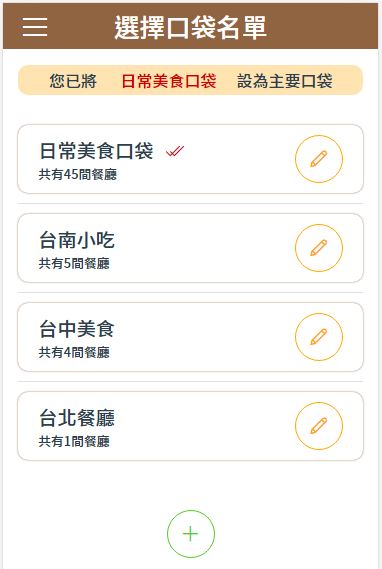 選擇口袋名單
您已將 日常美食口袋 設為主要口袋
日常美食口袋
共有45間餐廳
台南小吃
共有5間餐廳
台中美食
共有4間餐廳
台北餐廳
共有1間餐廳